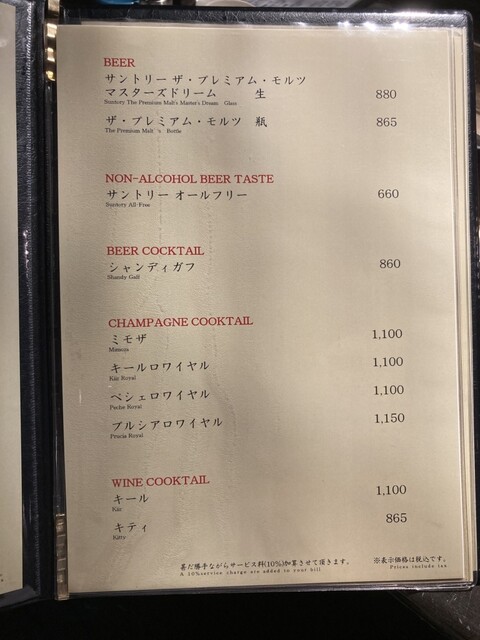 BEER
サントリー ザ・プレミアム・モルツ
マスターズドリーム 生 880
Suntory The Premium Malt's Master's Dream Glass
ザ・プレミアム・モルツ 瓶 865
The Premium Malt's Bottle
NON-ALCOHOL BEER TASTE
サントリー オールフリー 660
Suntory All-Free
BEER COCKTAIL
シャンディガフ 860
Shandy Gaff
CHAMPAGNE COOKTAIL
ミモザ 1,100
Mimosa
キールロワイヤル 1,100
Kir Royal
ペシェロワイヤル 1,100
Peche Royal
ブルシアロワイヤル 1,150
Prucia Royal
WINE COOKTAIL
キール 1,100
Kir
キティ 865
Kitty
甚だ勝手ながらサービス料(10%)加算させて頂きます。 ※表示価格は税込です。
A 10%service charge are added to your bill Prices include tax